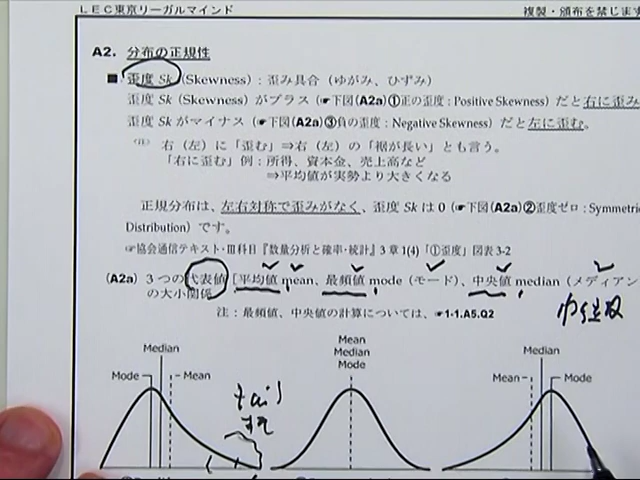 LEC東京リーガルマインド
複製・頒布を禁じます
A2. 分布の正規性
■ 歪度 Sk (Skewness) : 歪み具合（ゆがみ、ひずみ）
歪度 Sk (Skewness) がプラス（☛下図(A2a)①正の歪度 : Positive Skewness）だと右に歪み
歪度 Sk がマイナス（☛下図(A2a)③負の歪度 : Negative Skewness）だと左に歪む。
(注) 右（左）に「歪む」⇒右（左）の「裾が長い」とも言う。
「右に歪む」例 : 所得、資本金、売上高など
⇒平均値が実勢より大きくなる
正規分布は、左右対称で歪みがなく、歪度 Sk は 0（☛下図(A2a)②歪度ゼロ : Symmetric
Distribution）です。
☞協会通信テキスト・Ⅲ科目『数量分析と確率・統計』3 章 1(4)「①歪度」図表 3-2
(A2a) 3 つの代表値［平均値 mean、最頻値 mode（モード）、中央値 median（メディアン
の大小関係
中位数
注 : 最頻値、中央値の計算については、☛1-1.A5.Q2
Median
Mode
Mean
tail
Mean
Median
Mode
Median
Mean
Mode